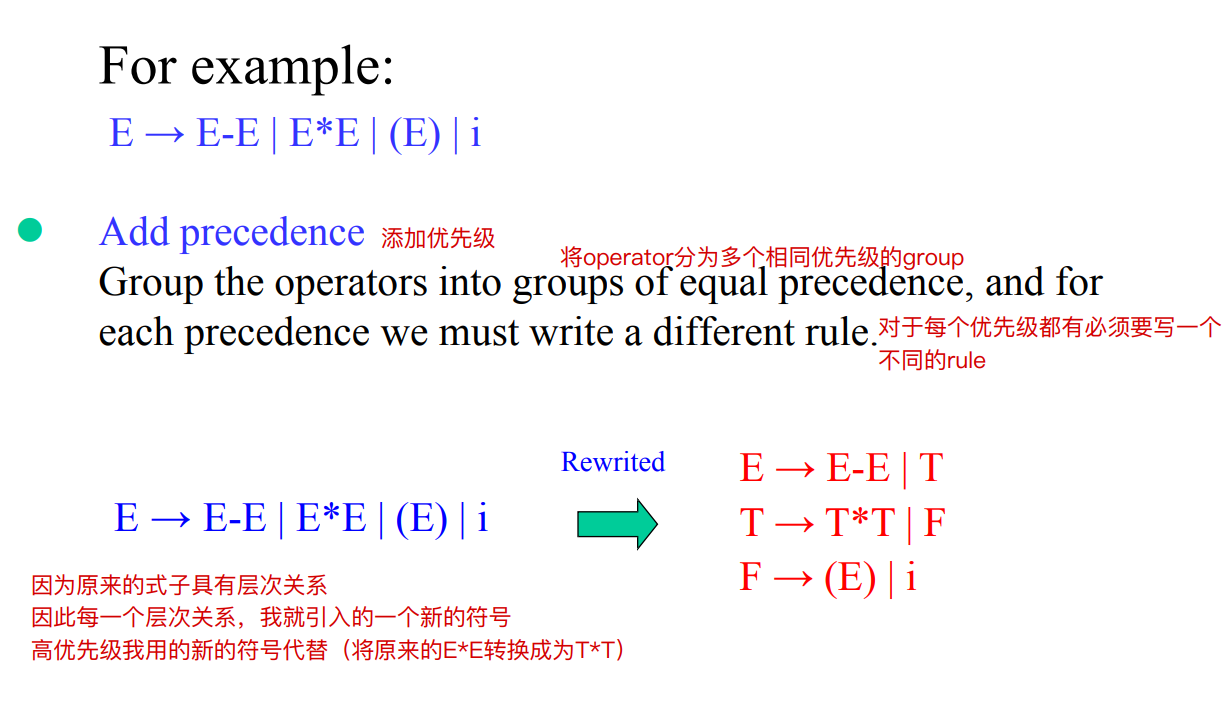 For example:
E → E-E | E*E | (E) | i
Add precedence 添加优先级
将operator分为多个相同优先级的group
Group the operators into groups of equal precedence, and for
each precedence we must write a different rule.
对于每个优先级都有必须要写一个
不同的rule
Rewrited
E → E-E | E*E | (E) | i
E → E-E | T
T → T*T | F
F → (E) | i
因为原来的式子具有层次关系
因此每一个层次关系，我就引入的一个新的符号
高优先级我用的新的符号代替（将原来的E*E转换成为T*T）